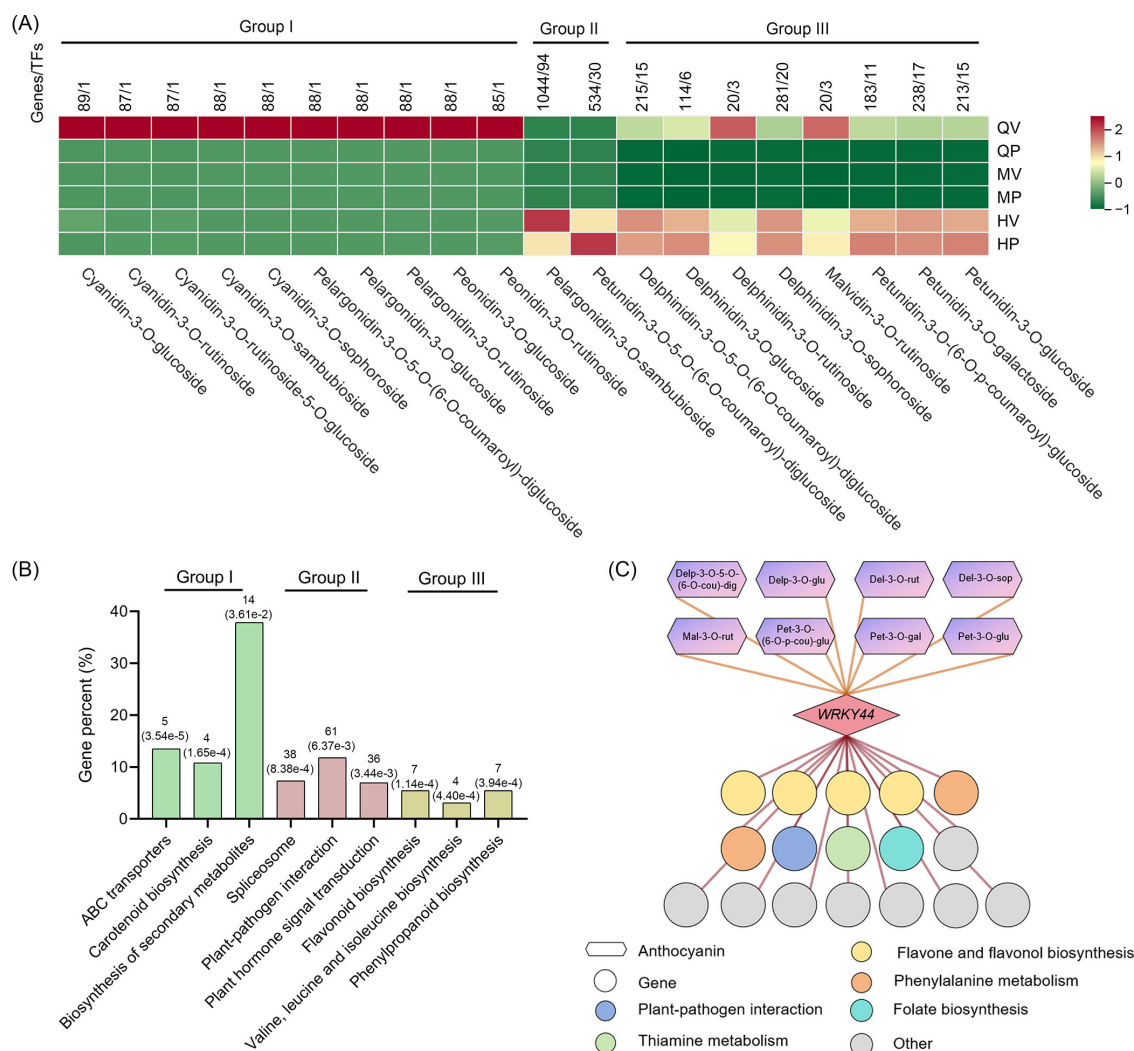 (A)
Group I
Group II
Group III
Genes/TFs
89/1
87/1
87/1
88/1
88/1
88/1
88/1
88/1
88/1
85/1
1044/94
534/30
215/15
114/6
20/3
281/20
20/3
183/11
238/17
213/15
QV
QP
MV
MP
HV
HP
2
1
0
−1
Cyanidin-3-O-glucoside
Cyanidin-3-O-rutinoside
Cyanidin-3-O-rutinoside-5-O-glucoside
Cyanidin-3-O-sambubioside
Cyanidin-3-O-sophoroside
Pelargonidin-3-O-5-O-(6-O-coumaroyl)-diglucoside
Pelargonidin-3-O-glucoside
Pelargonidin-3-O-rutinoside
Peonidin-3-O-glucoside
Peonidin-3-O-rutinoside
Pelargonidin-3-O-sambubioside
Petunidin-3-O-5-O-(6-O-coumaroyl)-diglucoside
Delphinidin-3-O-5-O-(6-O-coumaroyl)-diglucoside
Delphinidin-3-O-glucoside
Delphinidin-3-O-rutinoside
Delphinidin-3-O-sophoroside
Malvidin-3-O-rutinoside
Petunidin-3-O-(6-O-p-coumaroyl)-glucoside
Petunidin-3-O-galactoside
Petunidin-3-O-glucoside
(B)
Group I
Group II
Group III
Gene percent (%)
40
30
20
10
0
5
(3.54e-5)
4
(1.65e-4)
14
(3.61e-2)
38
(8.38e-4)
61
(6.37e-3)
36
(3.44e-3)
7
(1.14e-4)
4
(4.40e-4)
7
(3.94e-4)
ABC transporters
Carotenoid biosynthesis
Biosynthesis of secondary metabolites
Spliceosome
Plant-pathogen interaction
Plant hormone signal transduction
Flavonoid biosynthesis
Valine, leucine and isoleucine biosynthesis
Phenylpropanoid biosynthesis
(C)
Delp-3-O-5-O-
(6-O-cou)-dig
Delp-3-O-glu
Del-3-O-rut
Del-3-O-sop
Mal-3-O-rut
Pet-3-O-
(6-O-p-cou)-glu
Pet-3-O-gal
Pet-3-O-glu
WRKY44
Anthocyanin
Gene
Plant-pathogen interaction
Thiamine metabolism
Flavone and flavonol biosynthesis
Phenylalanine metabolism
Folate biosynthesis
Other